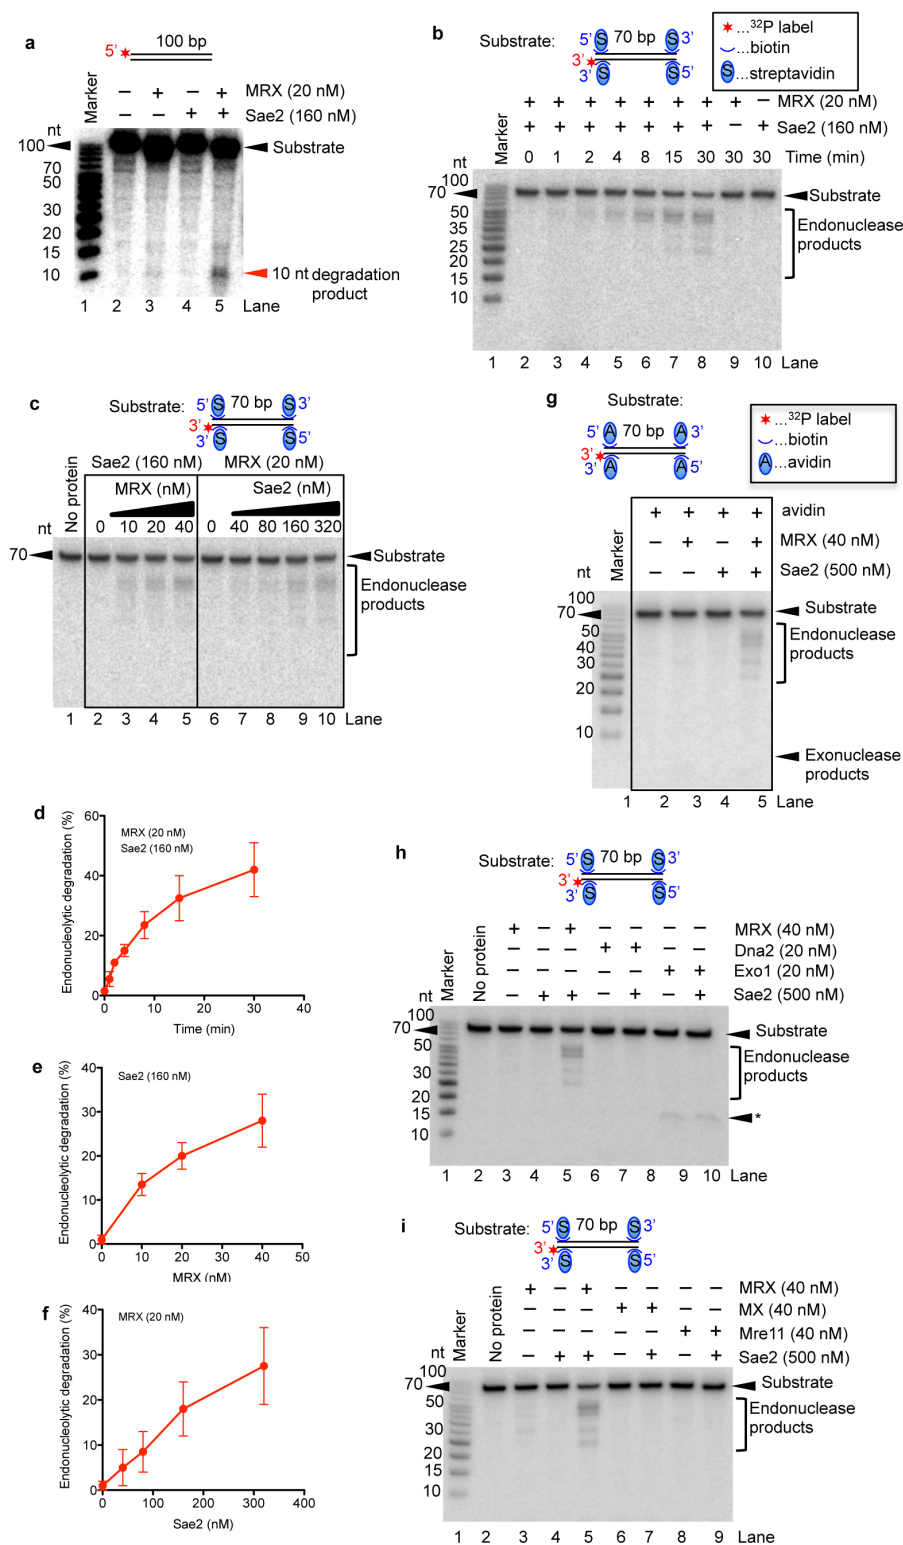 a
5' 100 bp
– + – + MRX (20 nM)
– – + + Sae2 (160 nM)
Marker
nt
100 Substrate
70
50
30
20
15
10 10 nt degradation
product
1 2 3 4 5 Lane
b
Substrate: 5' S 70 bp S 3'
3' 3' S S 5'
...³²P label
...biotin
S ...streptavidin
+ + + + + + + + – MRX (20 nM)
+ + + + + + + – + Sae2 (160 nM)
0 1 2 4 8 15 30 30 30 Time (min)
Marker
nt
100
70 Substrate
50 Endonuclease
35 products
25
20
15
10
1 2 3 4 5 6 7 8 9 10 Lane
c
Substrate: 5' S 70 bp S 3'
3' 3' S S 5'
No protein
Sae2 (160 nM) MRX (20 nM)
MRX (nM) Sae2 (nM)
nt 0 10 20 40 0 40 80 160 320
70 Substrate
Endonuclease
products
1 2 3 4 5 6 7 8 9 10 Lane
g
Substrate:
5' A 70 bp A 3'
3' 3' A A 5'
...³²P label
...biotin
A ...avidin
+ + + + avidin
– + – + MRX (40 nM)
– – + + Sae2 (500 nM)
Marker
nt
100
70 Substrate
50 Endonuclease
40 products
30
20
10
Exonuclease
products
1 2 3 4 5 Lane
d
Endonucleolytic degradation (%)
MRX (20 nM)
Sae2 (160 nM)
60
40
20
0
0 10 20 30 40
Time (min)
e
Endonucleolytic degradation (%)
Sae2 (160 nM)
40
30
20
10
0
0 10 20 30 40 50
MRX (nM)
f
Endonucleolytic degradation (%)
MRX (20 nM)
40
30
20
10
0
0 100 200 300 400
Sae2 (nM)
h
Substrate: 5' S 70 bp S 3'
3' 3' S S 5'
Marker
No protein
+ – + – – – – MRX (40 nM)
– – – + + – – Dna2 (20 nM)
– – – – – + + Exo1 (20 nM)
– + + – + – + Sae2 (500 nM)
nt
100
70 Substrate
50 Endonuclease
40 products
30
20
15 *
10
1 2 3 4 5 6 7 8 9 10 Lane
i
Substrate: 5' S 70 bp S 3'
3' 3' S S 5'
Marker
No protein
+ – + – – – – MRX (40 nM)
– – – + + – – MX (40 nM)
– – – – – + + Mre11 (40 nM)
– + + – + – + Sae2 (500 nM)
nt
100
70 Substrate
50 Endonuclease
30 products
20
15
10
1 2 3 4 5 6 7 8 9 Lane